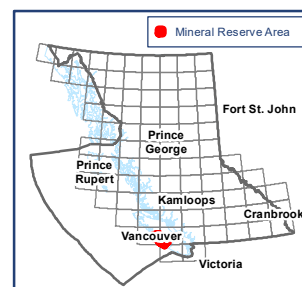 Mineral Reserve Area
Fort St. John
Prince
George
Prince
Rupert
Kamloops
Cranbrook
Vancouver
Victoria